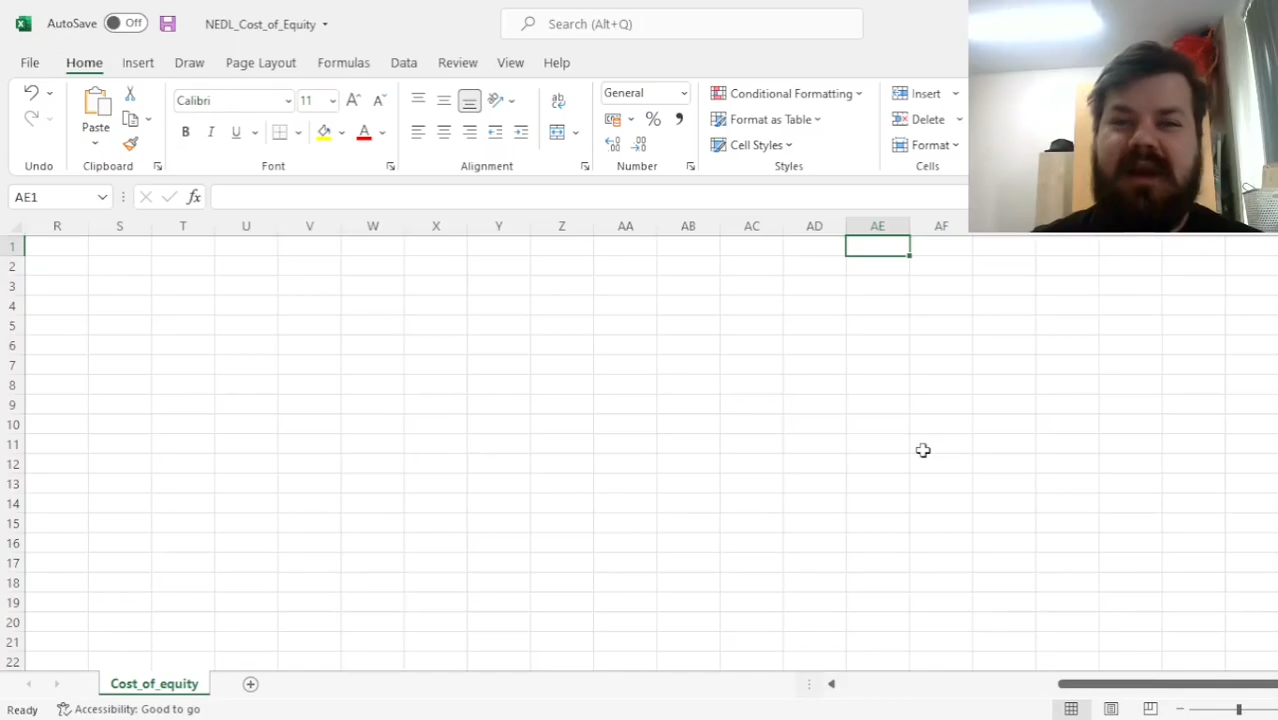 AutoSave Off NEDL_Cost_of_Equity Search (Alt+Q)
File Home Insert Draw Page Layout Formulas Data Review View Help
Calibri 11 General Conditional Formatting Insert
Paste Format as Table Delete
B I U A % Cell Styles Format
Undo Clipboard Font Alignment Number Styles Cells
AE1 fx
R S T U V W X Y Z AA AB AC AD AE AF
1
2
3
4
5
6
7
8
9
10
11
12
13
14
15
16
17
18
19
20
21
22
Cost_of_equity
Ready Accessibility: Good to go